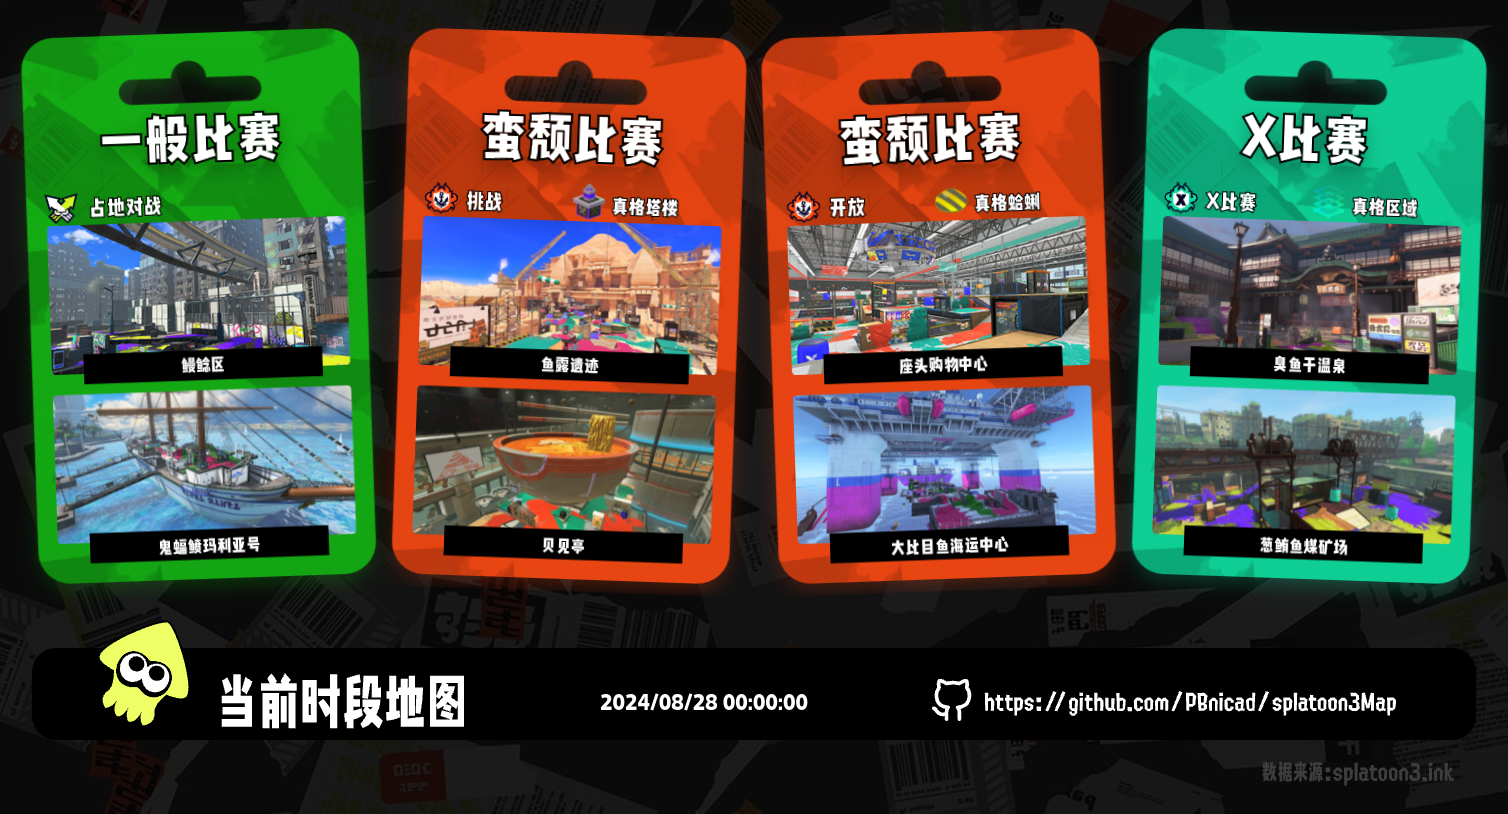 一般比赛
占地对战
鳗鲶区
鬼蝠鲼玛利亚号
蛮颓比赛
挑战
真格塔楼
鱼露遗迹
贝见亭
蛮颓比赛
开放
真格蛤蜊
座头购物中心
大比目鱼海运中心
X比赛
X比赛
真格区域
臭鱼干温泉
葱鲔鱼煤矿场
当前时段地图
2024/08/28 00:00:00
https://github.com/PBnicad/splatoon3Map
数据来源:splatoon3.ink